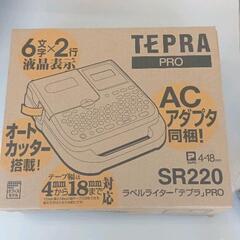 6文字×2行
液晶表示
TEPRA
PRO
ACアダプタ同梱!
オートカッター搭載!
テープ幅は
4mmから18mmまで対応
P 4-18mm
SR220
ラベルライター「テプラ」PRO